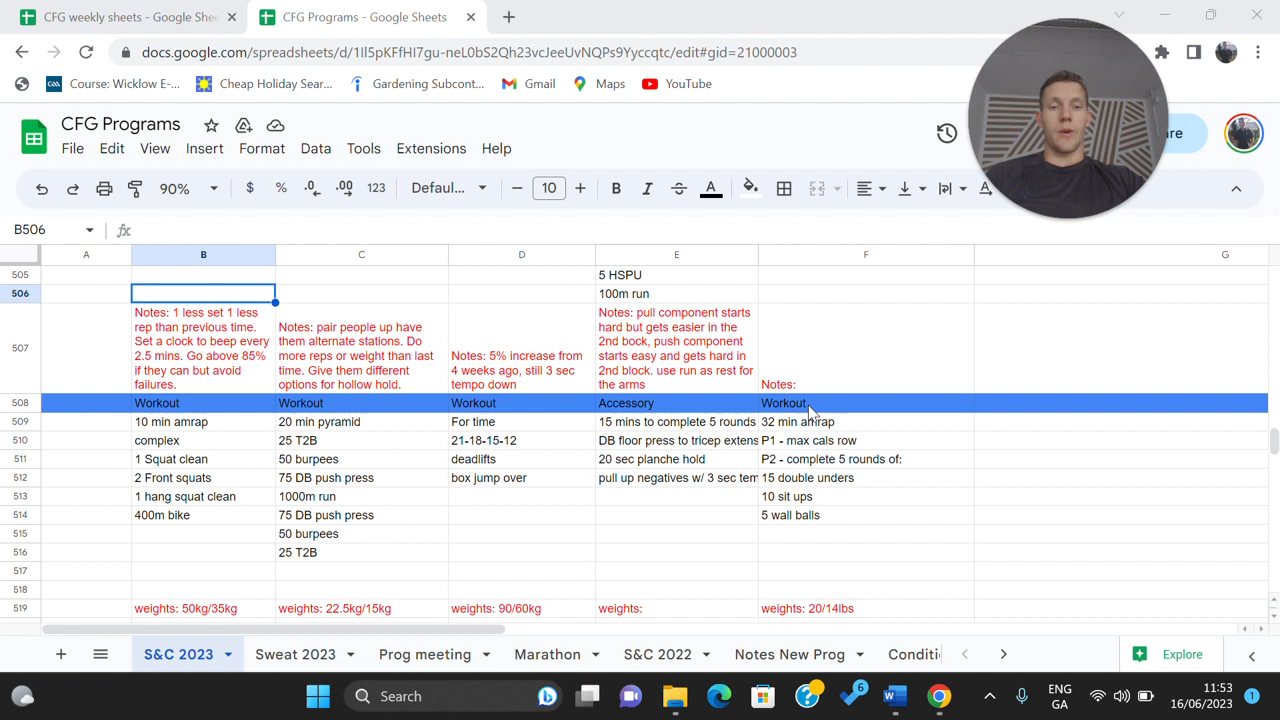 CFG weekly sheets - Google She
CFG Programs - Google Sheets
docs.google.com/spreadsheets/d/1Il5pKFfHI7gu-neL0bS2Qh23vcJeeUvNQPs9Yyccqtc/edit#gid=21000003
Course: Wicklow E-...
Cheap Holiday Sear...
Gardening Subcont...
Gmail
Maps
YouTube
CFG Programs
File Edit View Insert Format Data Tools Extensions Help
90% $ % .0 .00 123 Defaul... 10 B I A
B506 fx
A B C D E F G
505 5 HSPU
506 100m run
507
Notes: 1 less set 1 less
rep than previous time.
Set a clock to beep every
2.5 mins. Go above 85%
if they can but avoid
failures.
Notes: pair people up have
them alternate stations. Do
more reps or weight than last
time. Give them different
options for hollow hold.
Notes: 5% increase from
4 weeks ago, still 3 sec
tempo down
Notes: pull component starts
hard but gets easier in the
2nd bock, push component
starts easy and gets hard in
2nd block. use run as rest for
the arms
Notes:
508 Workout Workout Workout Accessory Workout
509 10 min amrap 20 min pyramid For time 15 mins to complete 5 rounds 32 min amrap
510 complex 25 T2B 21-18-15-12 DB floor press to tricep extens P1 - max cals row
511 1 Squat clean 50 burpees deadlifts 20 sec planche hold P2 - complete 5 rounds of:
512 2 Front squats 75 DB push press box jump over pull up negatives w/ 3 sec tem 15 double unders
513 1 hang squat clean 1000m run 10 sit ups
514 400m bike 75 DB push press 5 wall balls
515 50 burpees
516 25 T2B
517
518
519 weights: 50kg/35kg weights: 22.5kg/15kg weights: 90/60kg weights: weights: 20/14lbs
S&C 2023 Sweat 2023 Prog meeting Marathon S&C 2022 Notes New Prog Conditi Explore
Search 6 ENG 11:53
GA 16/06/2023 1